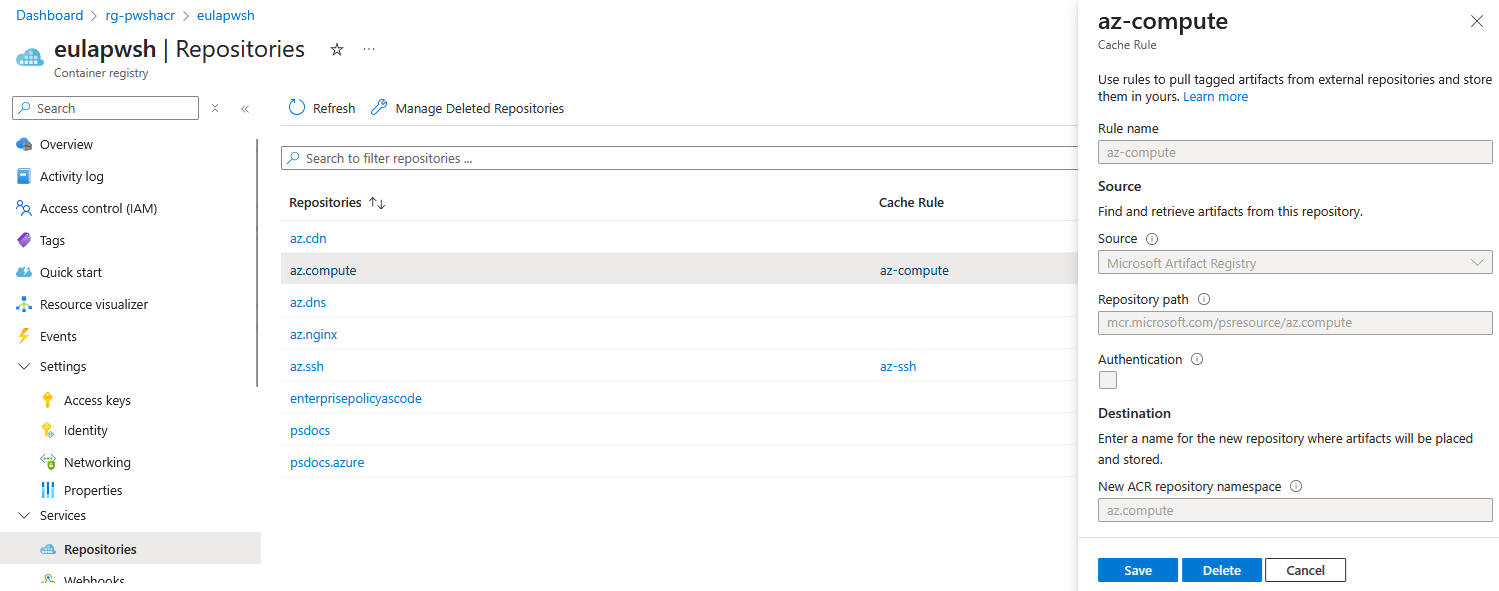 Dashboard > rg-pwshacr > eulapwsh
eulapwsh | Repositories
Container registry
Search
Overview
Activity log
Access control (IAM)
Tags
Quick start
Resource visualizer
Events
Settings
Access keys
Identity
Networking
Properties
Services
Repositories
Webhooks
Refresh
Manage Deleted Repositories
Search to filter repositories ...
Repositories Cache Rule
az.cdn
az.compute az-compute
az.dns
az.nginx
az.ssh az-ssh
enterprisepolicyascode
psdocs
psdocs.azure
az-compute
Cache Rule
Use rules to pull tagged artifacts from external repositories and store
them in yours. Learn more
Rule name
az-compute
Source
Find and retrieve artifacts from this repository.
Source
Microsoft Artifact Registry
Repository path
mcr.microsoft.com/psresource/az.compute
Authentication
Destination
Enter a name for the new repository where artifacts will be placed
and stored.
New ACR repository namespace
az.compute
Save Delete Cancel